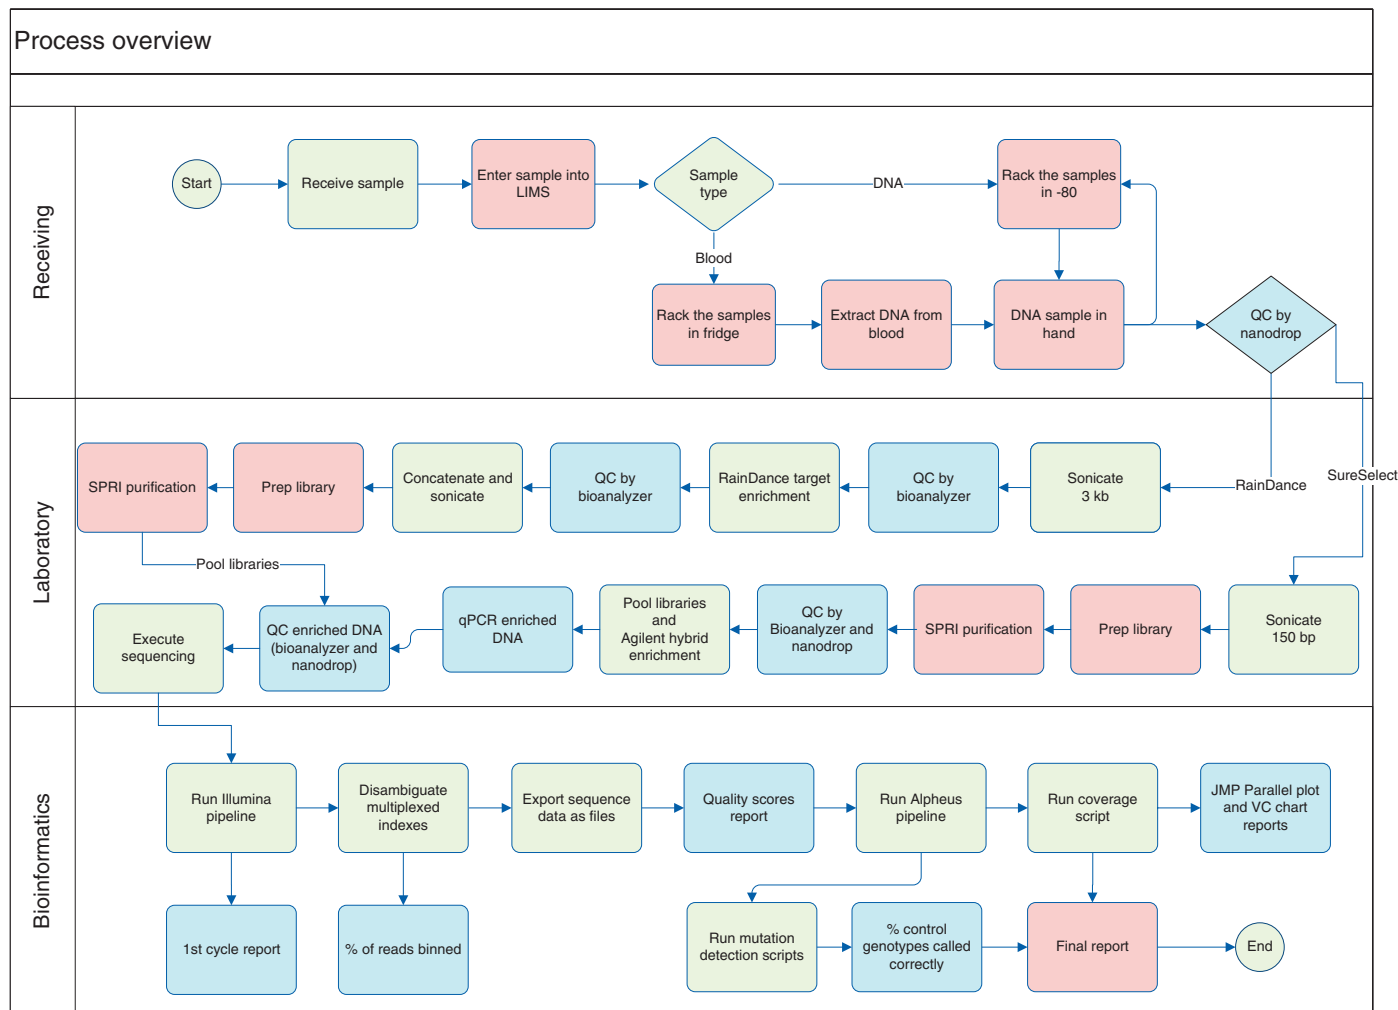 Process overview
Receiving
Start
Receive sample
Enter sample into
LIMS
Sample
type
DNA
Rack the samples
in -80
Blood
Rack the samples
in fridge
Extract DNA from
blood
DNA sample in
hand
QC by
nanodrop
Laboratory
SPRI purification
Prep library
Concatenate and
sonicate
QC by
bioanalyzer
RainDance target
enrichment
QC by
bioanalyzer
Sonicate
3 kb
RainDance
SureSelect
Pool libraries
Execute
sequencing
QC enriched DNA
(bioanalyzer and
nanodrop)
qPCR enriched
DNA
Pool libraries
and
Agilent hybrid
enrichment
QC by
Bioanalyzer and
nanodrop
SPRI purification
Prep library
Sonicate
150 bp
Bioinformatics
Run Illumina
pipeline
Disambiguate
multiplexed
indexes
Export sequence
data as files
Quality scores
report
Run Alpheus
pipeline
Run coverage
script
JMP Parallel plot
and VC chart
reports
1st cycle report
% of reads binned
Run mutation
detection scripts
% control
genotypes called
correctly
Final report
End